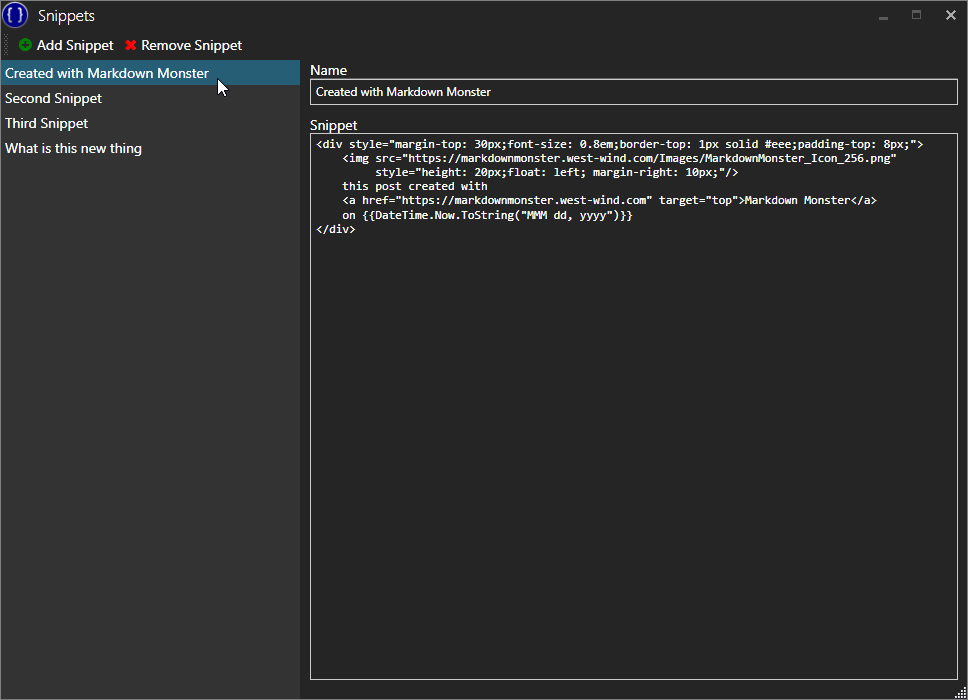 { } Snippets
Add Snippet Remove Snippet
Created with Markdown Monster
Second Snippet
Third Snippet
What is this new thing
Name
Created with Markdown Monster
Snippet
<div style="margin-top: 30px;font-size: 0.8em;border-top: 1px solid #eee;padding-top: 8px;">
    <img src="https://markdownmonster.west-wind.com/Images/MarkdownMonster_Icon_256.png"
         style="height: 20px;float: left; margin-right: 10px;"/>
    this post created with
    <a href="https://markdownmonster.west-wind.com" target="top">Markdown Monster</a>
    on {{DateTime.Now.ToString("MMM dd, yyyy")}}
</div>